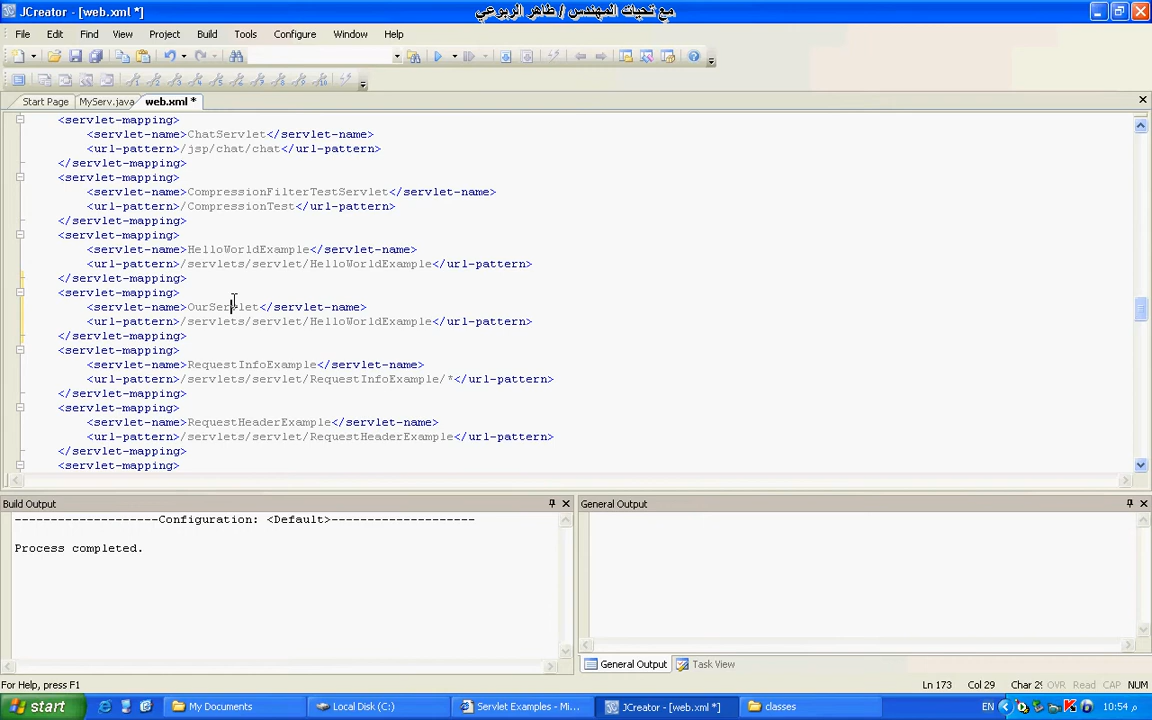 JCreator - [web.xml *]
مع تحيات المهندس / طاهر الربوعي
File Edit Find View Project Build Tools Configure Window Help
Start Page MyServ.java web.xml *
<servlet-mapping>
<servlet-name>ChatServlet</servlet-name>
<url-pattern>/jsp/chat/chat</url-pattern>
</servlet-mapping>
<servlet-mapping>
<servlet-name>CompressionFilterTestServlet</servlet-name>
<url-pattern>/CompressionTest</url-pattern>
</servlet-mapping>
<servlet-mapping>
<servlet-name>HelloWorldExample</servlet-name>
<url-pattern>/servlets/servlet/HelloWorldExample</url-pattern>
</servlet-mapping>
<servlet-mapping>
<servlet-name>OurServlet</servlet-name>
<url-pattern>/servlets/servlet/HelloWorldExample</url-pattern>
</servlet-mapping>
<servlet-mapping>
<servlet-name>RequestInfoExample</servlet-name>
<url-pattern>/servlets/servlet/RequestInfoExample/*</url-pattern>
</servlet-mapping>
<servlet-mapping>
<servlet-name>RequestHeaderExample</servlet-name>
<url-pattern>/servlets/servlet/RequestHeaderExample</url-pattern>
</servlet-mapping>
<servlet-mapping>
Build Output General Output
--------------------Configuration: <Default>--------------------
Process completed.
General Output Task View
For Help, press F1 Ln 173 Col 29 Char 29 OVR Read CAP NUM
start My Documents Local Disk (C:) Servlet Examples - Mi... JCreator - [web.xml *] classes EN 10:54 م